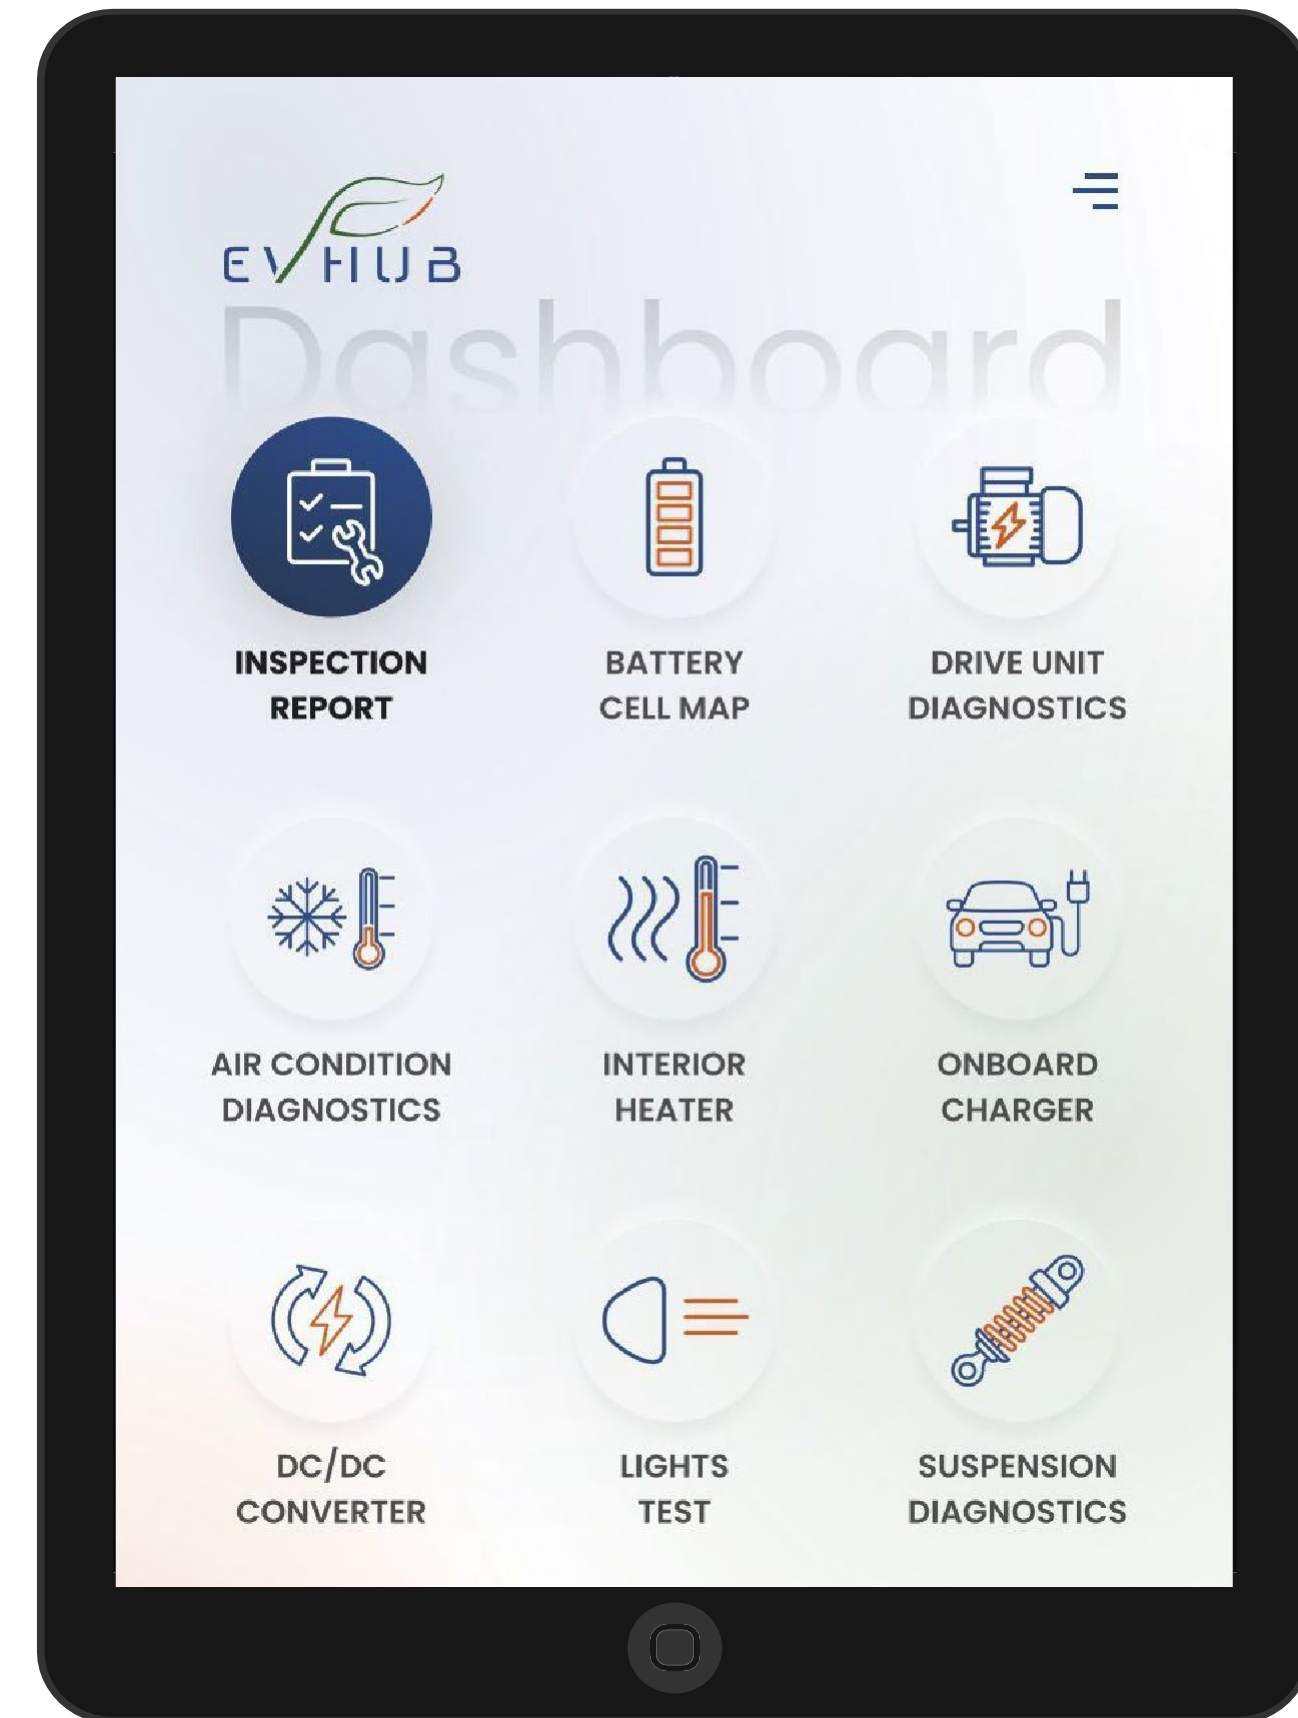 EVHUB
Dashboard
INSPECTION
REPORT
BATTERY
CELL MAP
DRIVE UNIT
DIAGNOSTICS
AIR CONDITION
DIAGNOSTICS
INTERIOR
HEATER
ONBOARD
CHARGER
DC/DC
CONVERTER
LIGHTS
TEST
SUSPENSION
DIAGNOSTICS